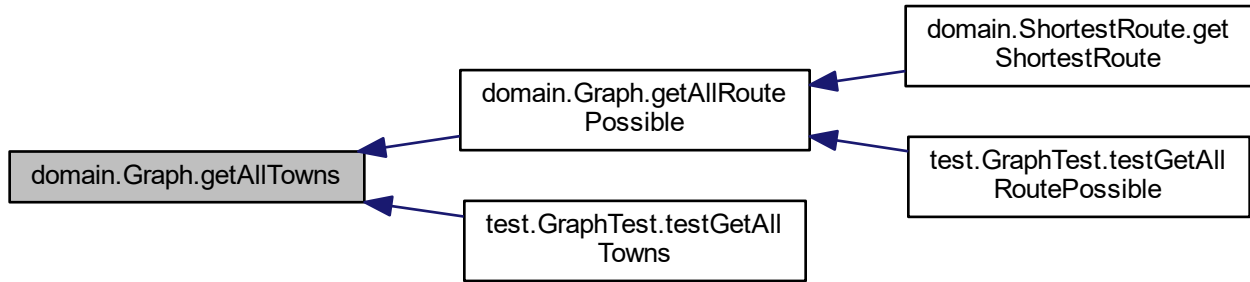 domain.Graph.getAllTowns
domain.Graph.getAllRoute
Possible
test.GraphTest.testGetAll
Towns
domain.ShortestRoute.get
ShortestRoute
test.GraphTest.testGetAll
RoutePossible